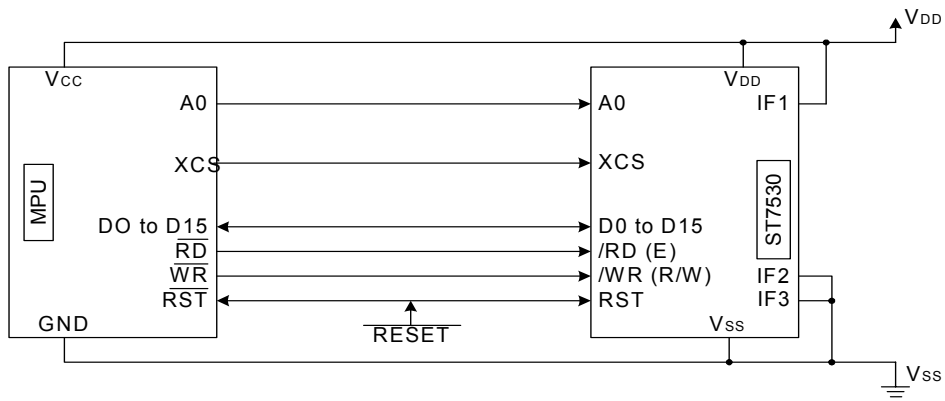 VDD
VCC
VDD
A0
A0
IF1
XCS
XCS
MPU
ST7530
DO to D15
D0 to D15
RD
/RD (E)
WR
/WR (R/W)
IF2
RST
RST
IF3
GND
RESET
VSS
VSS